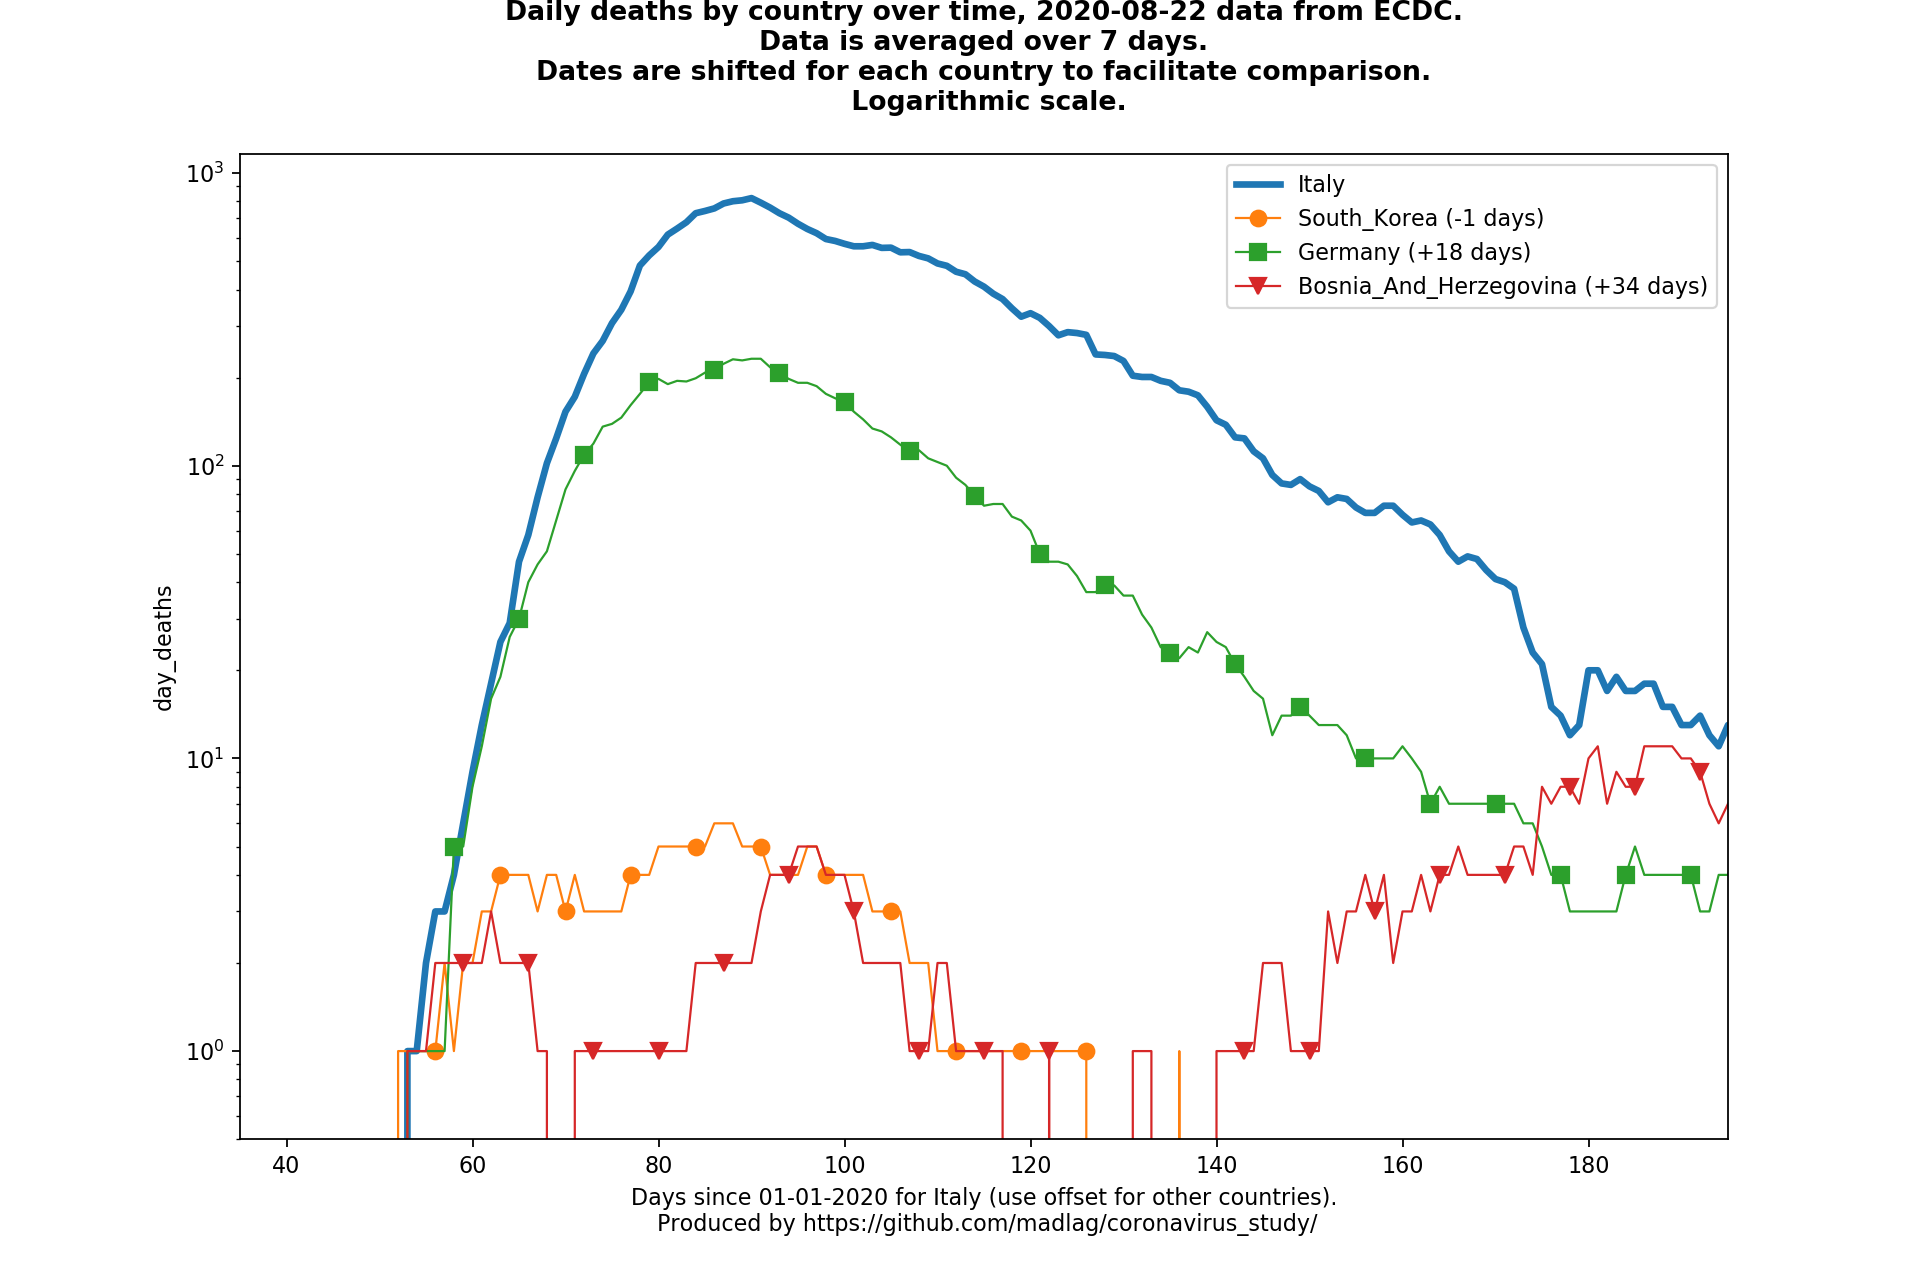 Daily deaths by country over time, 2020-08-22 data from ECDC.
Data is averaged over 7 days.
Dates are shifted for each country to facilitate comparison.
Logarithmic scale.
10³
10²
10¹
10⁰
day_deaths
Italy
South_Korea (-1 days)
Germany (+18 days)
Bosnia_And_Herzegovina (+34 days)
40 60 80 100 120 140 160 180
Days since 01-01-2020 for Italy (use offset for other countries).
Produced by https://github.com/madlag/coronavirus_study/